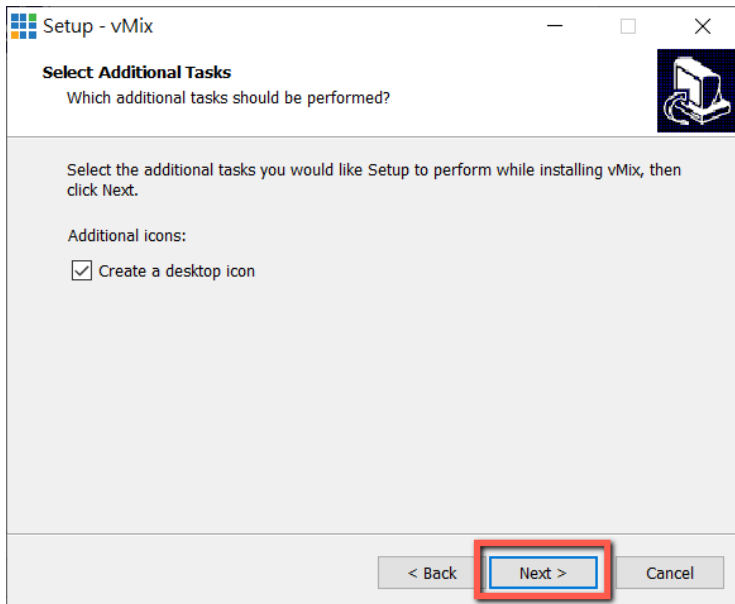 Setup - vMix
Select Additional Tasks
Which additional tasks should be performed?
Select the additional tasks you would like Setup to perform while installing vMix, then
click Next.
Additional icons:
Create a desktop icon
< Back
Next >
Cancel